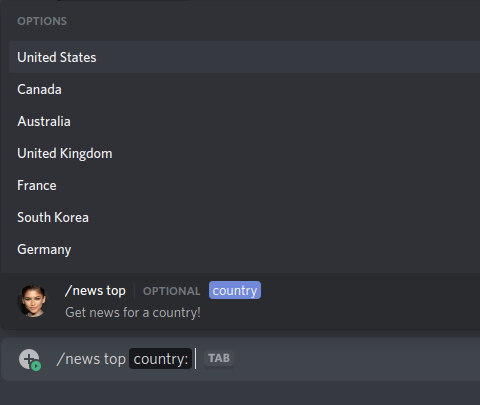 OPTIONS
United States
Canada
Australia
United Kingdom
France
South Korea
Germany
/news top OPTIONAL country
Get news for a country!
/news top country: TAB